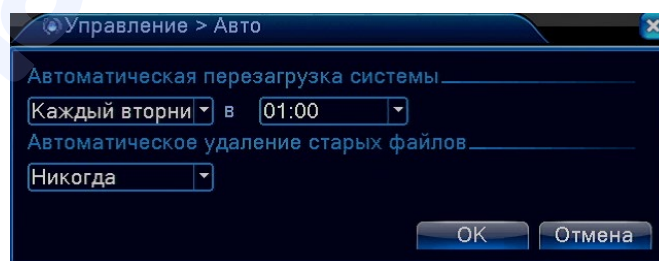 Управление > Авто
Автоматическая перезагрузка системы
Каждый вторни в 01:00
Автоматическое удаление старых файлов
Никогда
OK Отмена